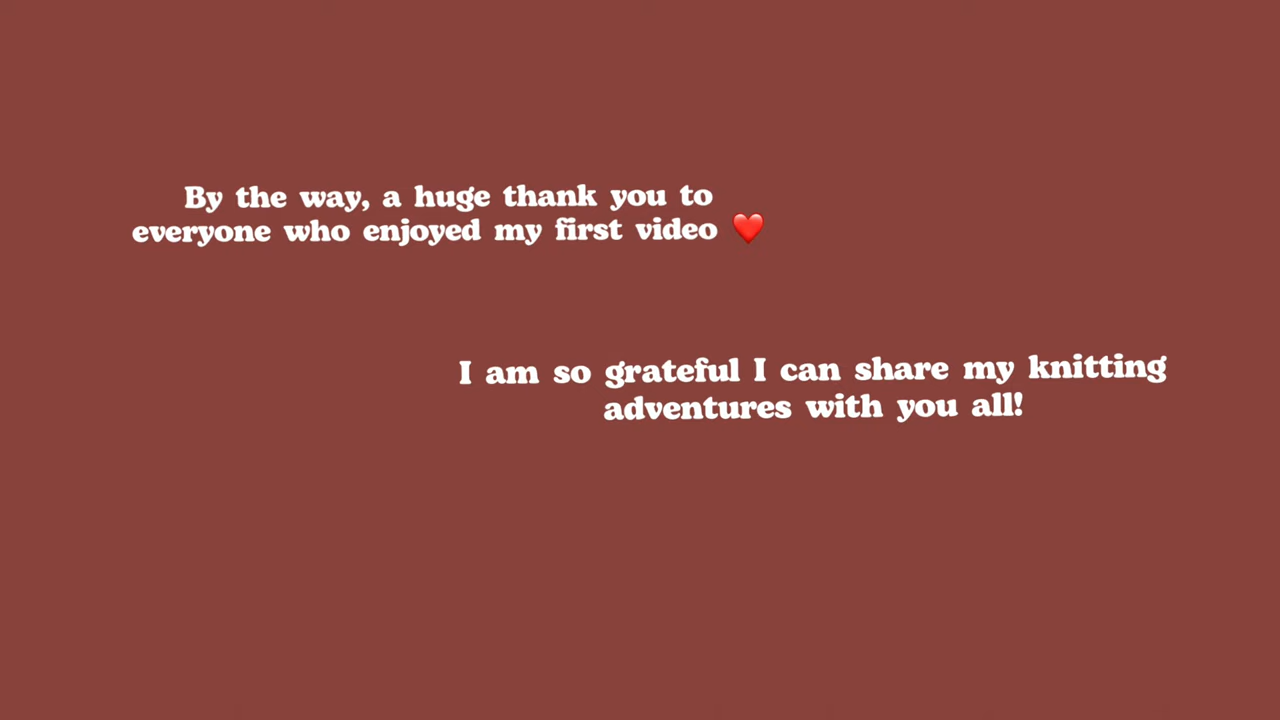 By the way, a huge thank you to
everyone who enjoyed my first video ❤️
I am so grateful I can share my knitting
adventures with you all!